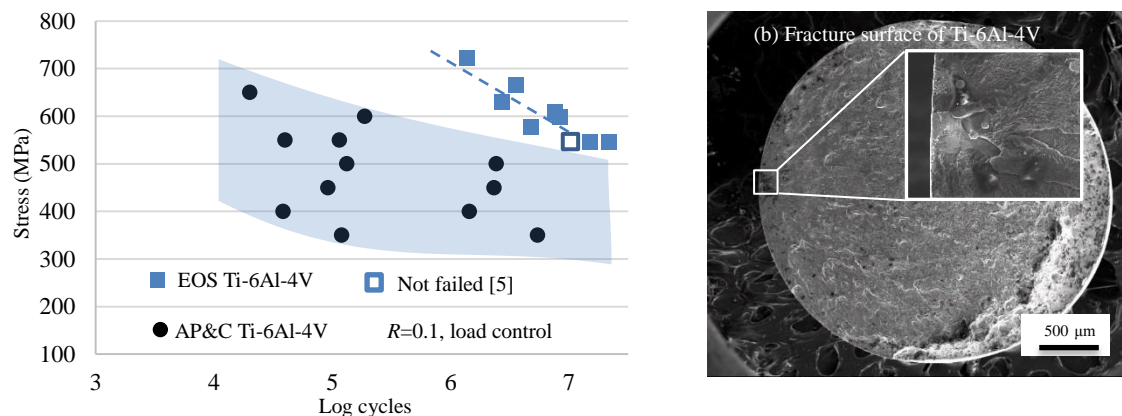 800
700
600
500
400
300
200
100
Stress (MPa)
3
4
5
6
7
Log cycles
EOS Ti-6Al-4V
Not failed [5]
AP&C Ti-6Al-4V
R=0.1, load control
(b) Fracture surface of Ti-6Al-4V
500 μm